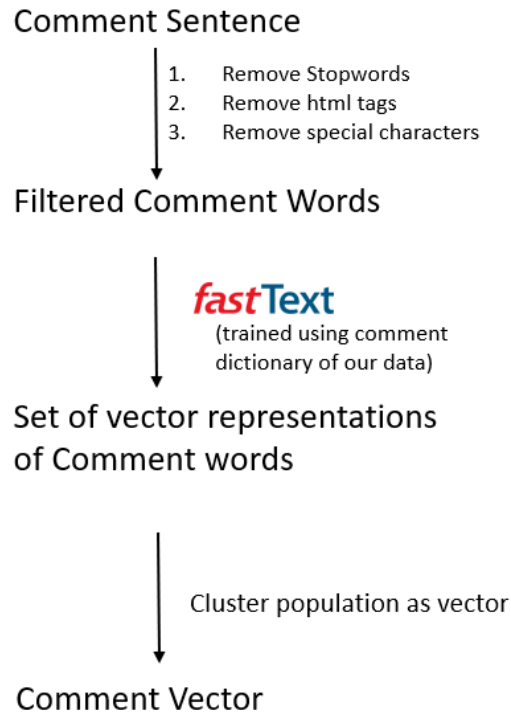 Comment Sentence
1. Remove Stopwords
2. Remove html tags
3. Remove special characters
Filtered Comment Words
fastText
(trained using comment
dictionary of our data)
Set of vector representations
of Comment words
Cluster population as vector
Comment Vector